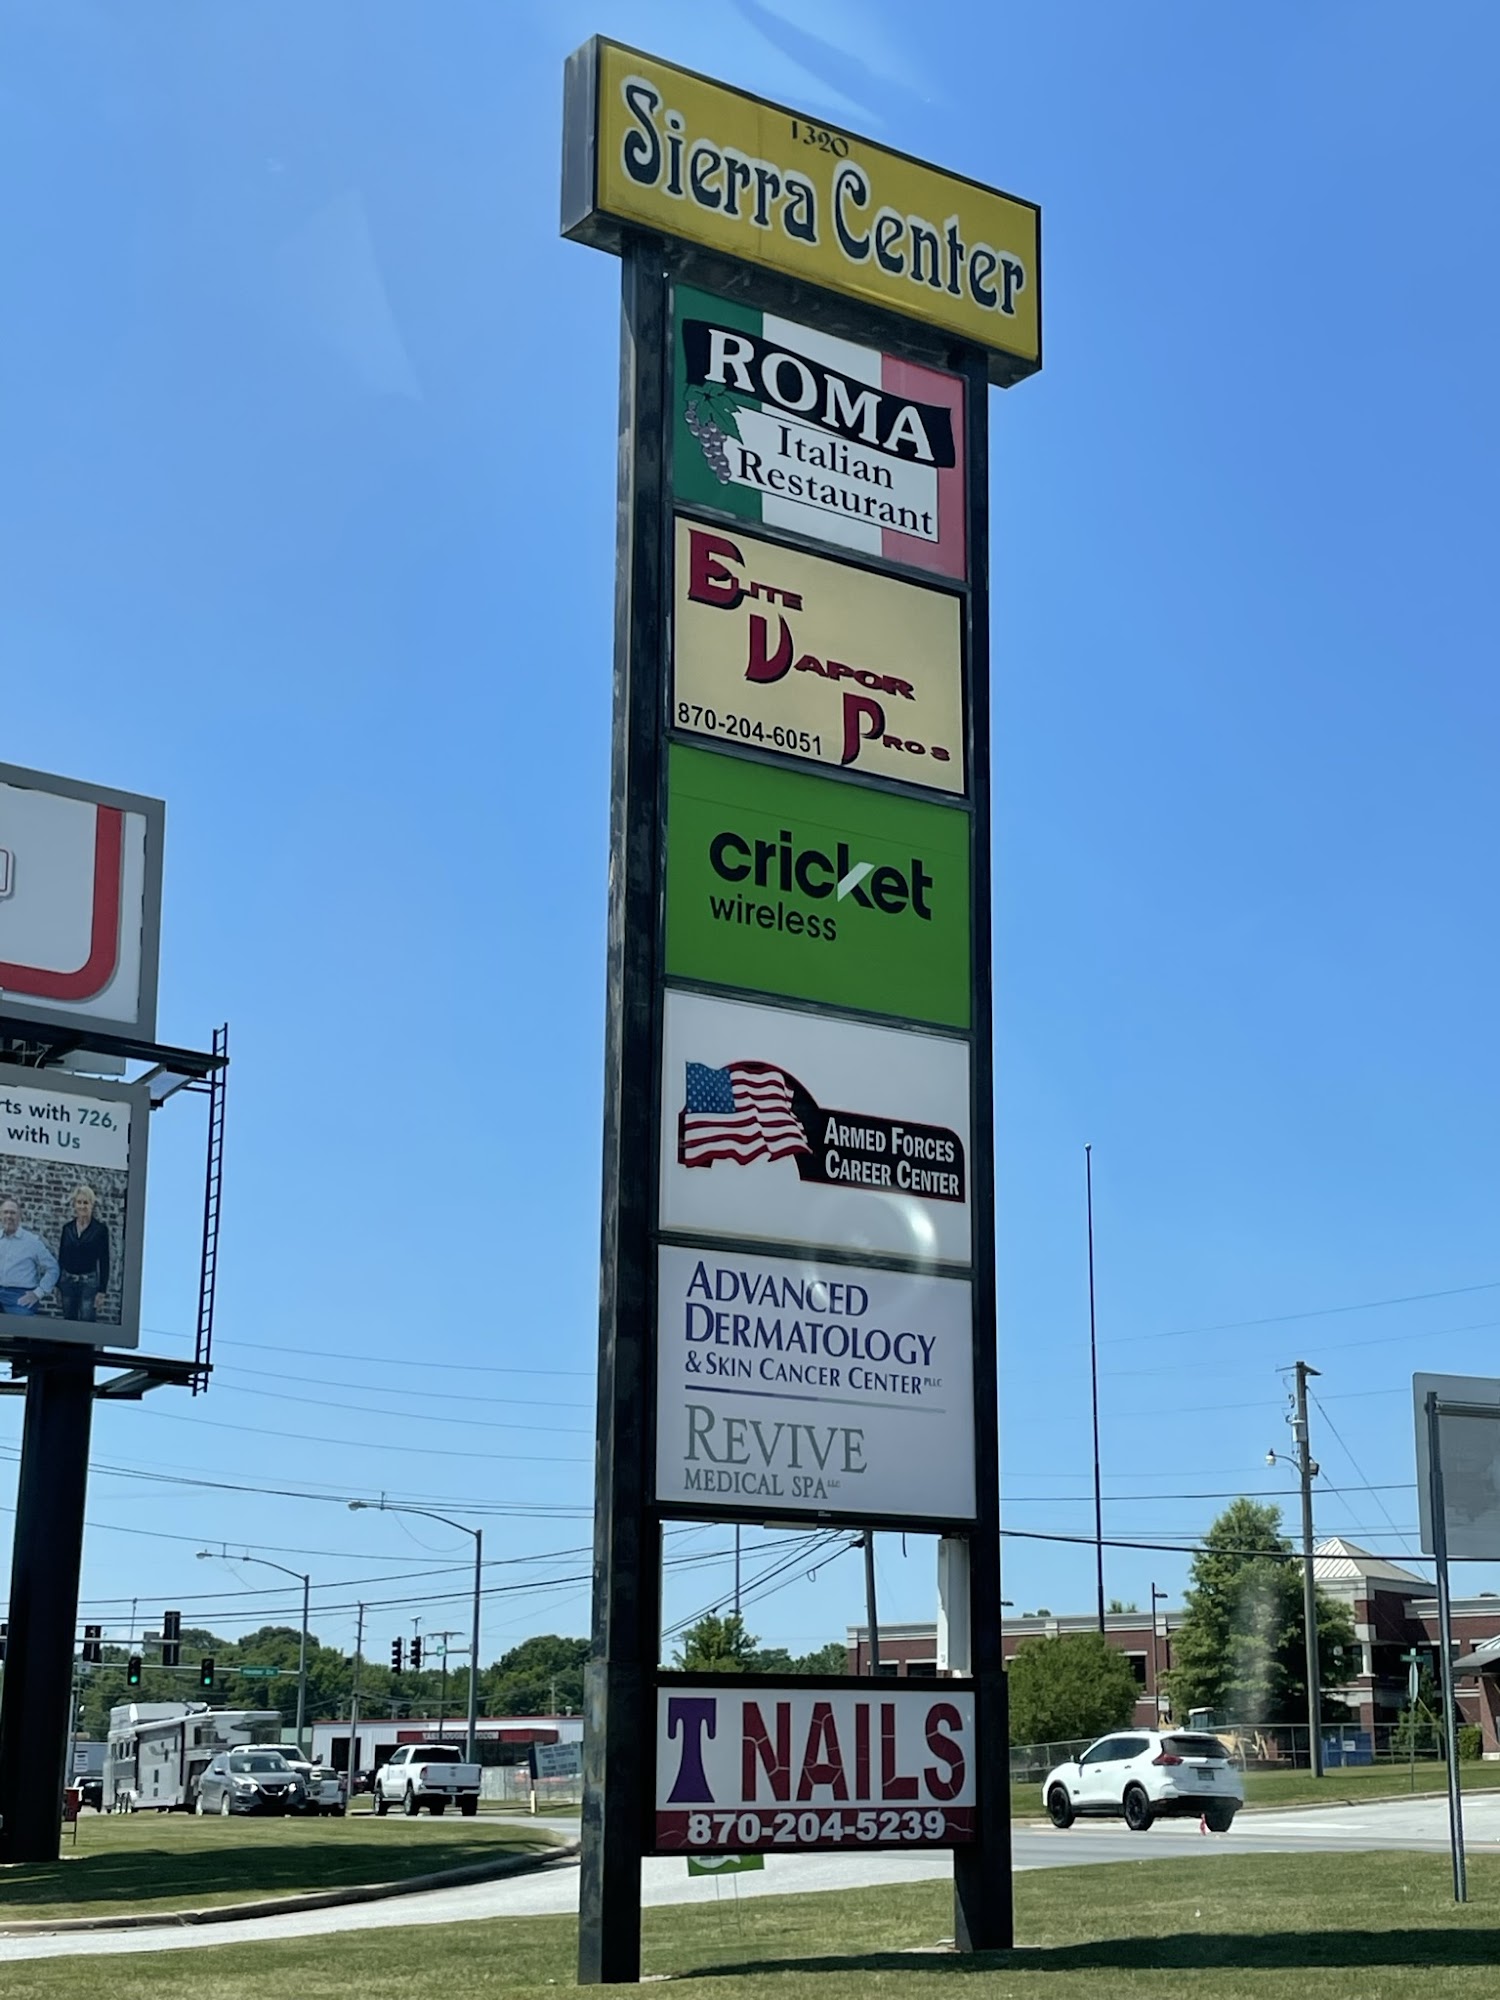 1320
Sierra Center
ROMA
Italian
Restaurant
ELITE
VAPOR
PROS
870-204-6051
cricket
wireless
ARMED FORCES
CAREER CENTER
ADVANCED
DERMATOLOGY
& SKIN CANCER CENTER PLLC
REVIVE
MEDICAL SPA LLC
T NAILS
870-204-5239
rts with 726,
with Us